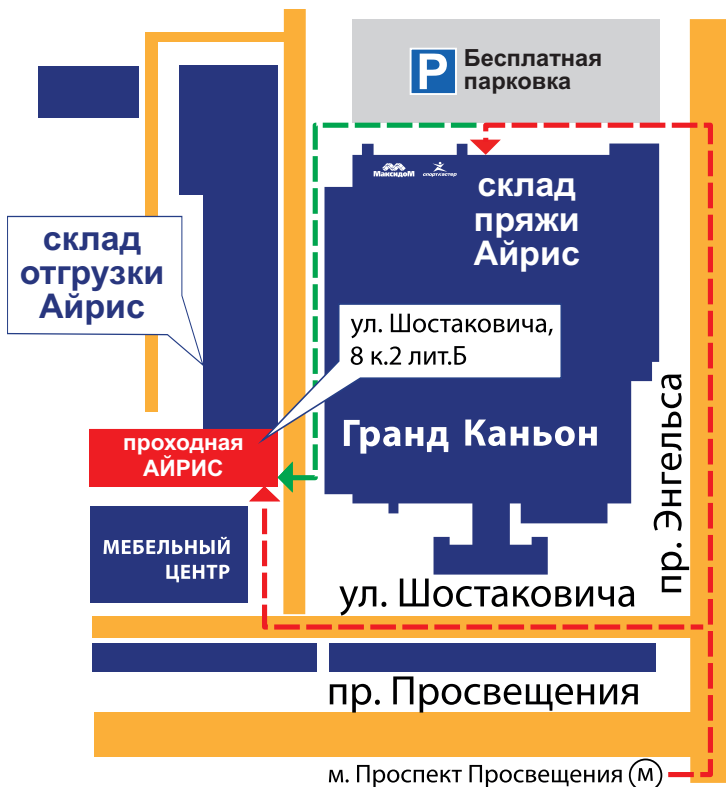 P
Бесплатная
парковка
МаксидоМ
спортмастер
склад
пряжи
Айрис
склад
отгрузки
Айрис
ул. Шостаковича,
8 к.2 лит.Б
Гранд Каньон
проходная
АЙРИС
МЕБЕЛЬНЫЙ
ЦЕНТР
пр. Энгельса
ул. Шостаковича
пр. Просвещения
м. Проспект Просвещения М